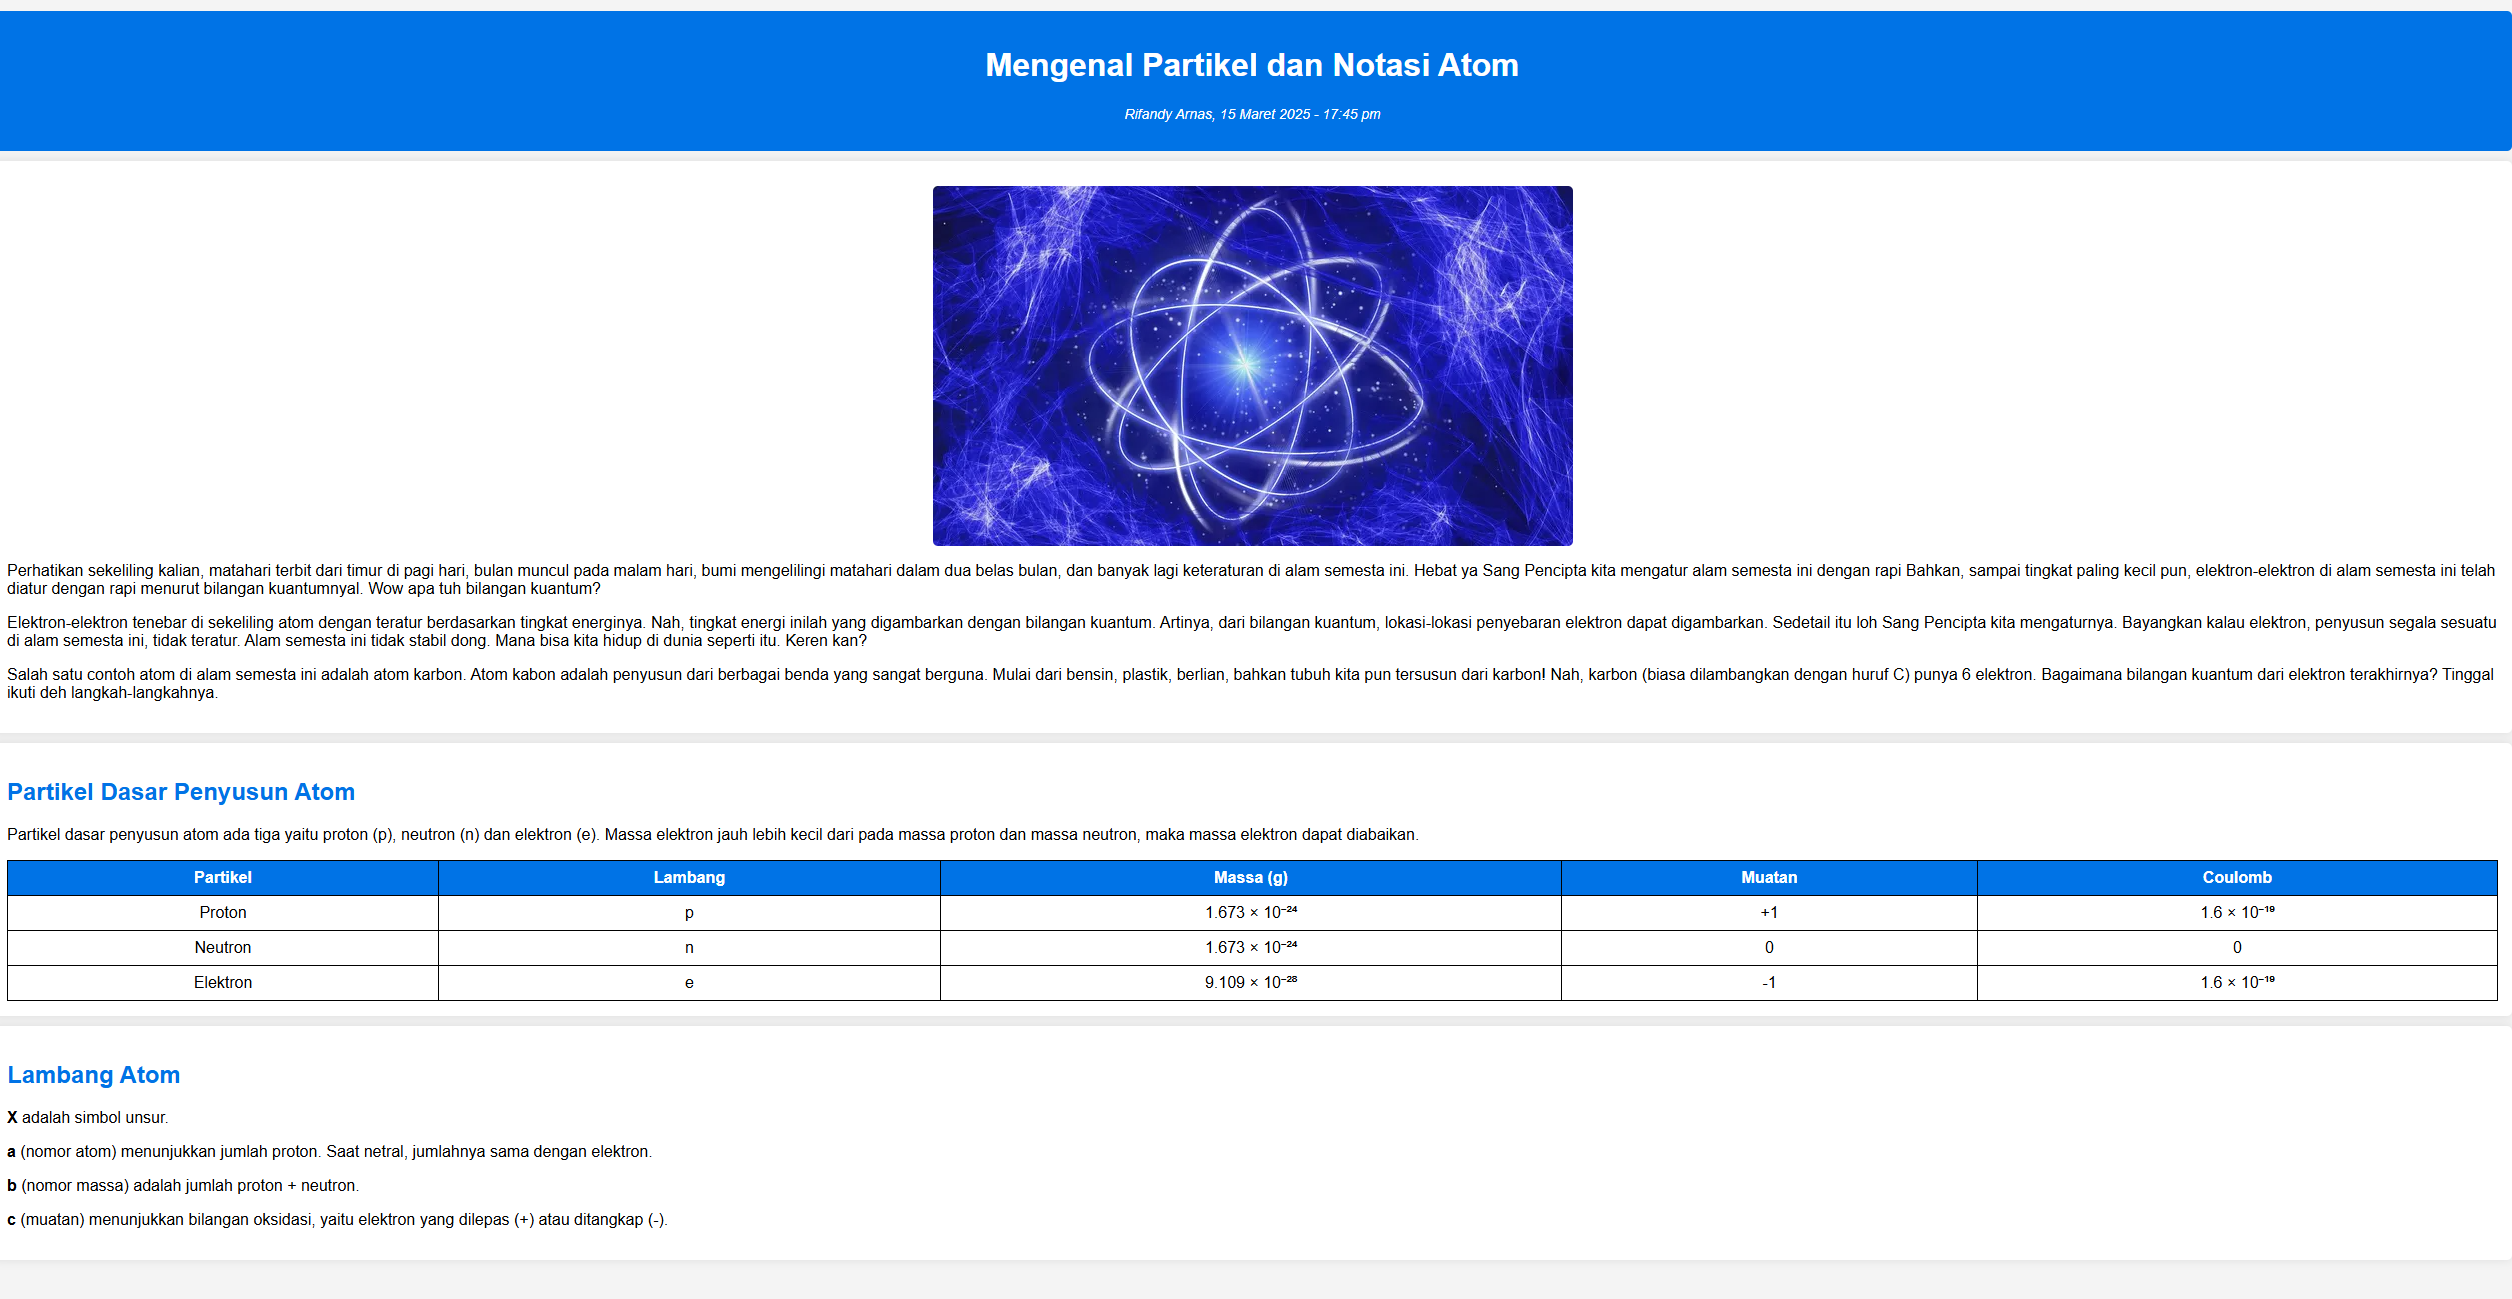 Mengenal Partikel dan Notasi Atom
Rifandy Arnas, 15 Maret 2025 - 17:45 pm
Perhatikan sekeliling kalian, matahari terbit dari timur di pagi hari, bulan muncul pada malam hari, bumi mengelilingi matahari dalam dua belas bulan, dan banyak lagi keteraturan di alam semesta ini. Hebat ya Sang Pencipta kita mengatur alam semesta ini dengan rapi Bahkan, sampai tingkat paling kecil pun, elektron-elektron di alam semesta ini telah
diatur dengan rapi menurut bilangan kuantumnyal. Wow apa tuh bilangan kuantum?
Elektron-elektron tenebar di sekeliling atom dengan teratur berdasarkan tingkat energinya. Nah, tingkat energi inilah yang digambarkan dengan bilangan kuantum. Artinya, dari bilangan kuantum, lokasi-lokasi penyebaran elektron dapat digambarkan. Sedetail itu loh Sang Pencipta kita mengaturnya. Bayangkan kalau elektron, penyusun segala sesuatu
di alam semesta ini, tidak teratur. Alam semesta ini tidak stabil dong. Mana bisa kita hidup di dunia seperti itu. Keren kan?
Salah satu contoh atom di alam semesta ini adalah atom karbon. Atom kabon adalah penyusun dari berbagai benda yang sangat berguna. Mulai dari bensin, plastik, berlian, bahkan tubuh kita pun tersusun dari karbon! Nah, karbon (biasa dilambangkan dengan huruf C) punya 6 elektron. Bagaimana bilangan kuantum dari elektron terakhirnya? Tinggal
ikuti deh langkah-langkahnya.
Partikel Dasar Penyusun Atom
Partikel dasar penyusun atom ada tiga yaitu proton (p), neutron (n) dan elektron (e). Massa elektron jauh lebih kecil dari pada massa proton dan massa neutron, maka massa elektron dapat diabaikan.
Partikel Lambang Massa (g) Muatan Coulomb
Proton p 1.673 × 10⁻²⁴ +1 1.6 × 10⁻¹⁹
Neutron n 1.673 × 10⁻²⁴ 0 0
Elektron e 9.109 × 10⁻²⁸ -1 1.6 × 10⁻¹⁹
Lambang Atom
X adalah simbol unsur.
a (nomor atom) menunjukkan jumlah proton. Saat netral, jumlahnya sama dengan elektron.
b (nomor massa) adalah jumlah proton + neutron.
c (muatan) menunjukkan bilangan oksidasi, yaitu elektron yang dilepas (+) atau ditangkap (-).